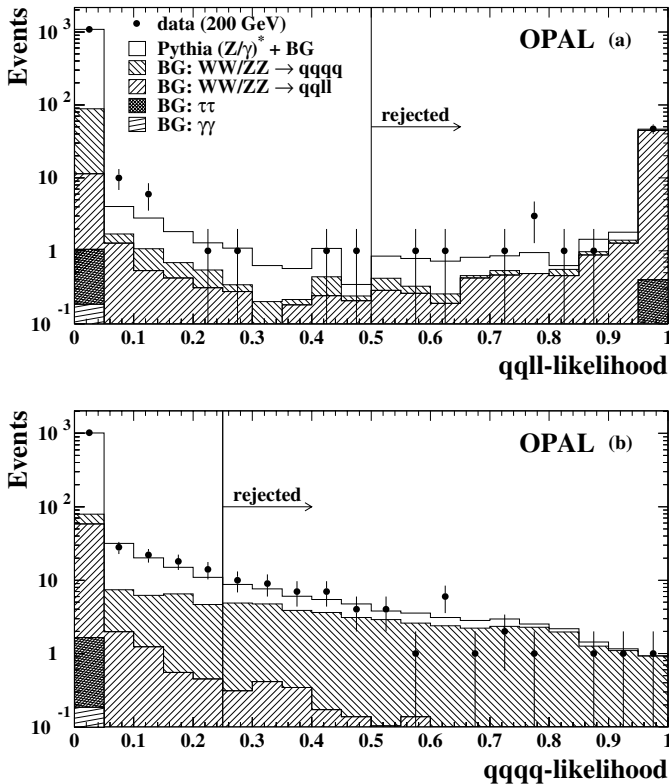 Events
10³
10²
10
1
10⁻¹
data (200 GeV)
Pythia (Z/γ)* + BG
BG: WW/ZZ → qqqq
BG: WW/ZZ → qqll
BG: ττ
BG: γγ
OPAL (a)
rejected
0 0.1 0.2 0.3 0.4 0.5 0.6 0.7 0.8 0.9 1
qqll-likelihood
Events
10³
10²
10
1
10⁻¹
OPAL (b)
rejected
0 0.1 0.2 0.3 0.4 0.5 0.6 0.7 0.8 0.9 1
qqqq-likelihood